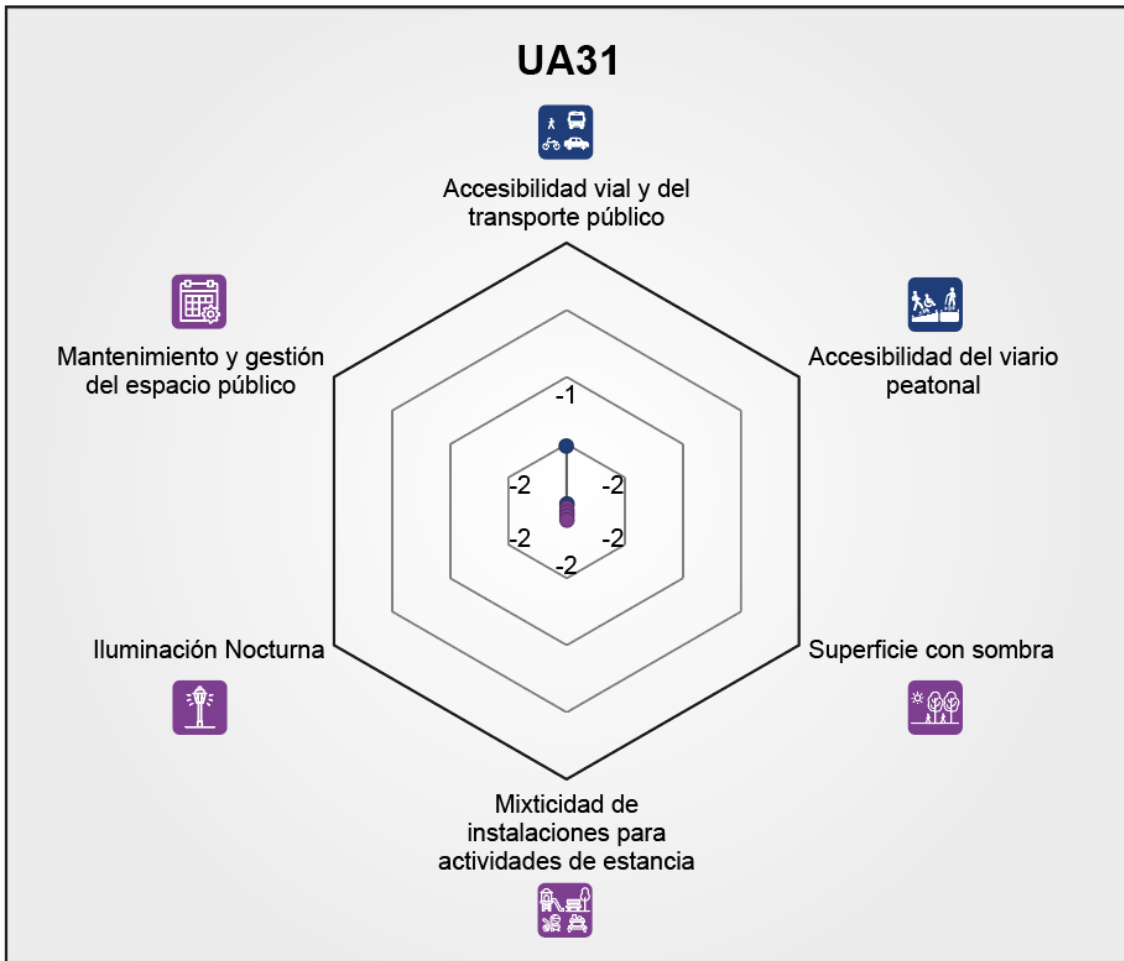 UA31
Accesibilidad vial y del
transporte público
Mantenimiento y gestión
del espacio público
Accesibilidad del viario
peatonal
-1
-2
-2
-2
-2
-2
Iluminación Nocturna
Superficie con sombra
Mixticidad de
instalaciones para
actividades de estancia